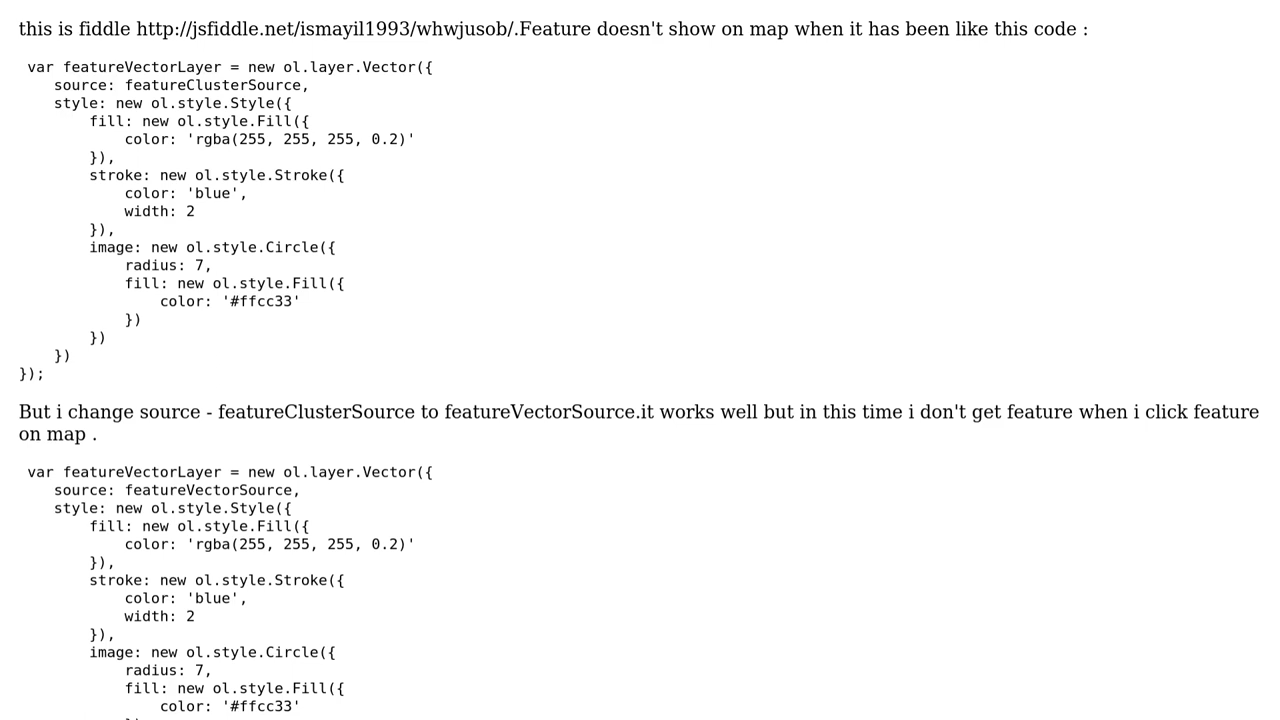 this is fiddle http://jsfiddle.net/ismayil1993/whwjusob/.Feature doesn't show on map when it has been like this code :
var featureVectorLayer = new ol.layer.Vector({
    source: featureClusterSource,
    style: new ol.style.Style({
        fill: new ol.style.Fill({
            color: 'rgba(255, 255, 255, 0.2)'
        }),
        stroke: new ol.style.Stroke({
            color: 'blue',
            width: 2
        }),
        image: new ol.style.Circle({
            radius: 7,
            fill: new ol.style.Fill({
                color: '#ffcc33'
            })
        })
    })
});
But i change source - featureClusterSource to featureVectorSource.it works well but in this time i don't get feature when i click feature
on map .
var featureVectorLayer = new ol.layer.Vector({
    source: featureVectorSource,
    style: new ol.style.Style({
        fill: new ol.style.Fill({
            color: 'rgba(255, 255, 255, 0.2)'
        }),
        stroke: new ol.style.Stroke({
            color: 'blue',
            width: 2
        }),
        image: new ol.style.Circle({
            radius: 7,
            fill: new ol.style.Fill({
                color: '#ffcc33'